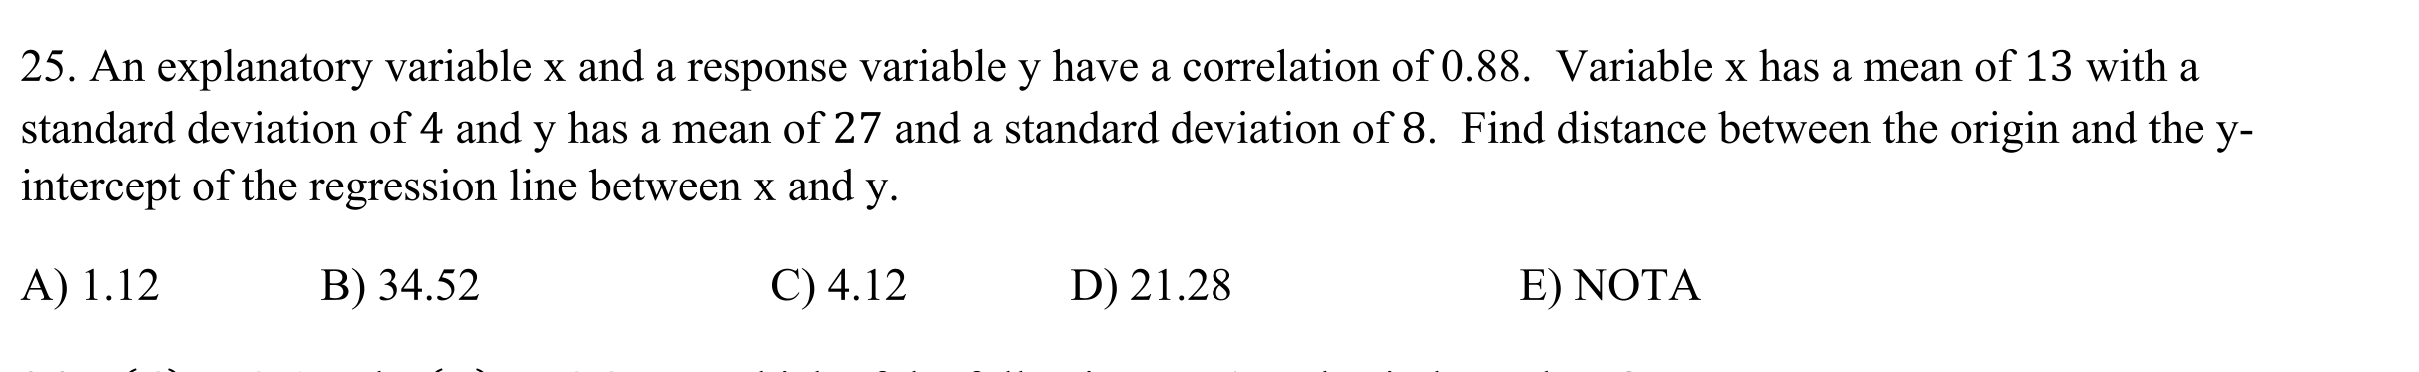 25. An explanatory variable x and a response variable y have a correlation of 0.88. Variable x has a mean of 13 with a
standard deviation of 4 and y has a mean of 27 and a standard deviation of 8. Find distance between the origin and the y-
intercept of the regression line between x and y.
A) 1.12 B) 34.52 C) 4.12 D) 21.28 E) NOTA